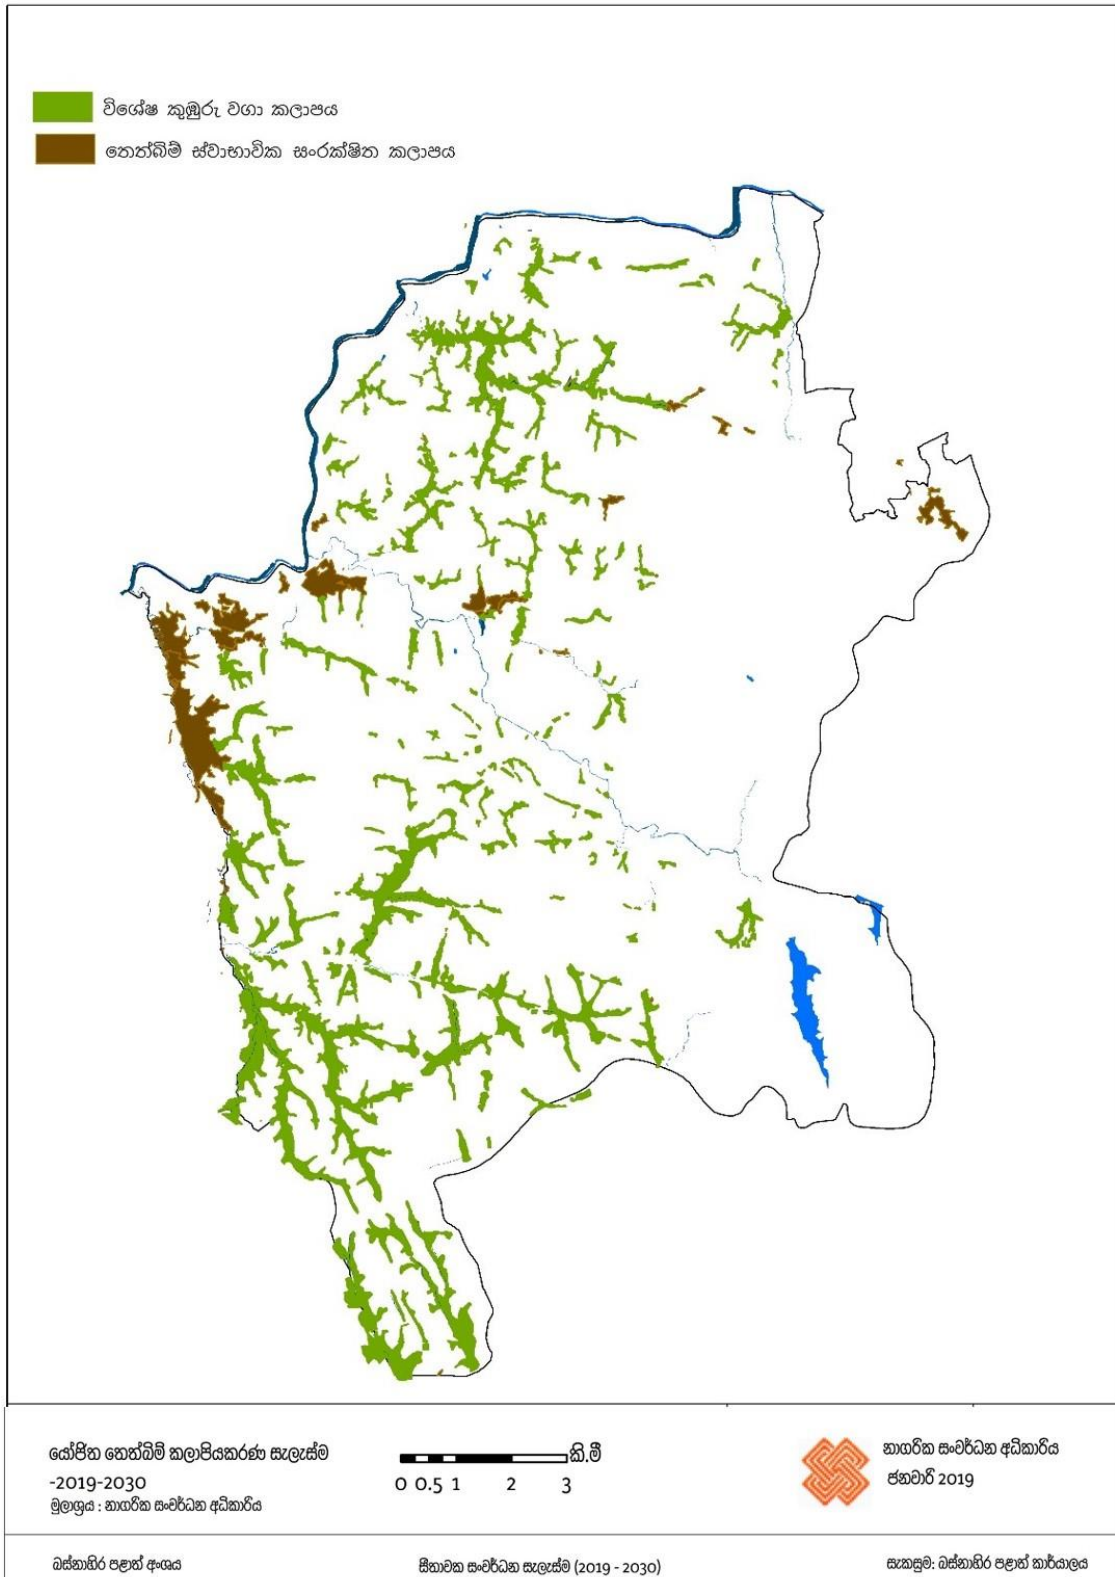 විශේෂ කුඹුරු වගා කලාපය
තෙත්බිම් ස්වාභාවික සංරක්ෂිත කලාපය
යෝජිත තෙත්බිම් කලාපියකරණ සැලැස්ම
-2019-2030
මූලාශ්‍රය : නාගරික සංවර්ධන අධිකාරිය
කි.මී
0 0.5 1 2 3
නාගරික සංවර්ධන අධිකාරිය
ජනවාරි 2019
බස්නාහිර පළාත් අංශය
සීතාවක සංවර්ධන සැලැස්ම (2019 - 2030)
සැකසුම: බස්නාහිර පළාත් කාර්යාලය